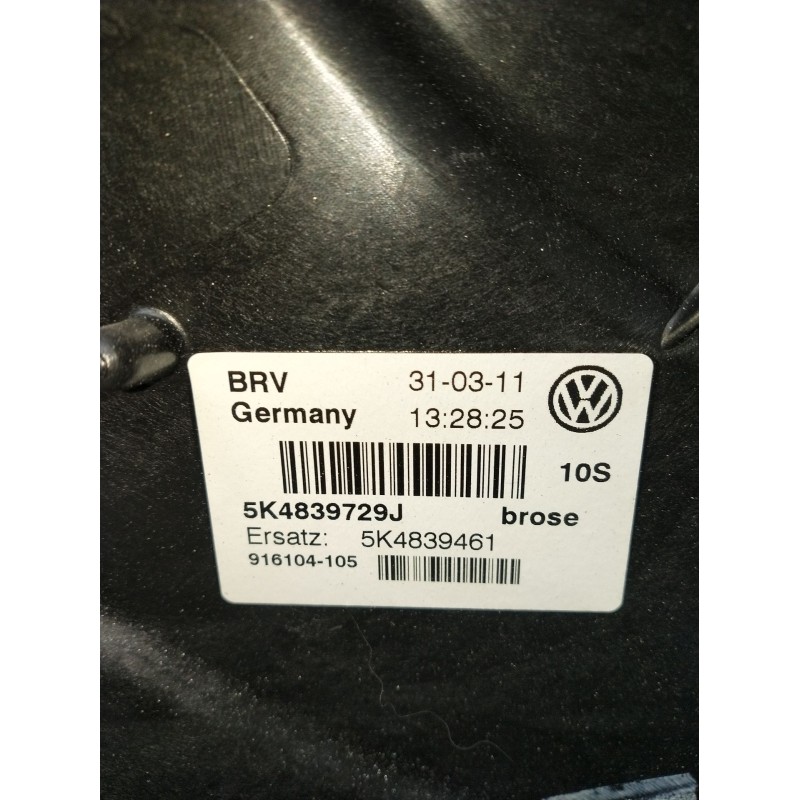 BRV 31-03-11
Germany 13:28:25
10S
5K4839729J brose
Ersatz: 5K4839461
916104-105